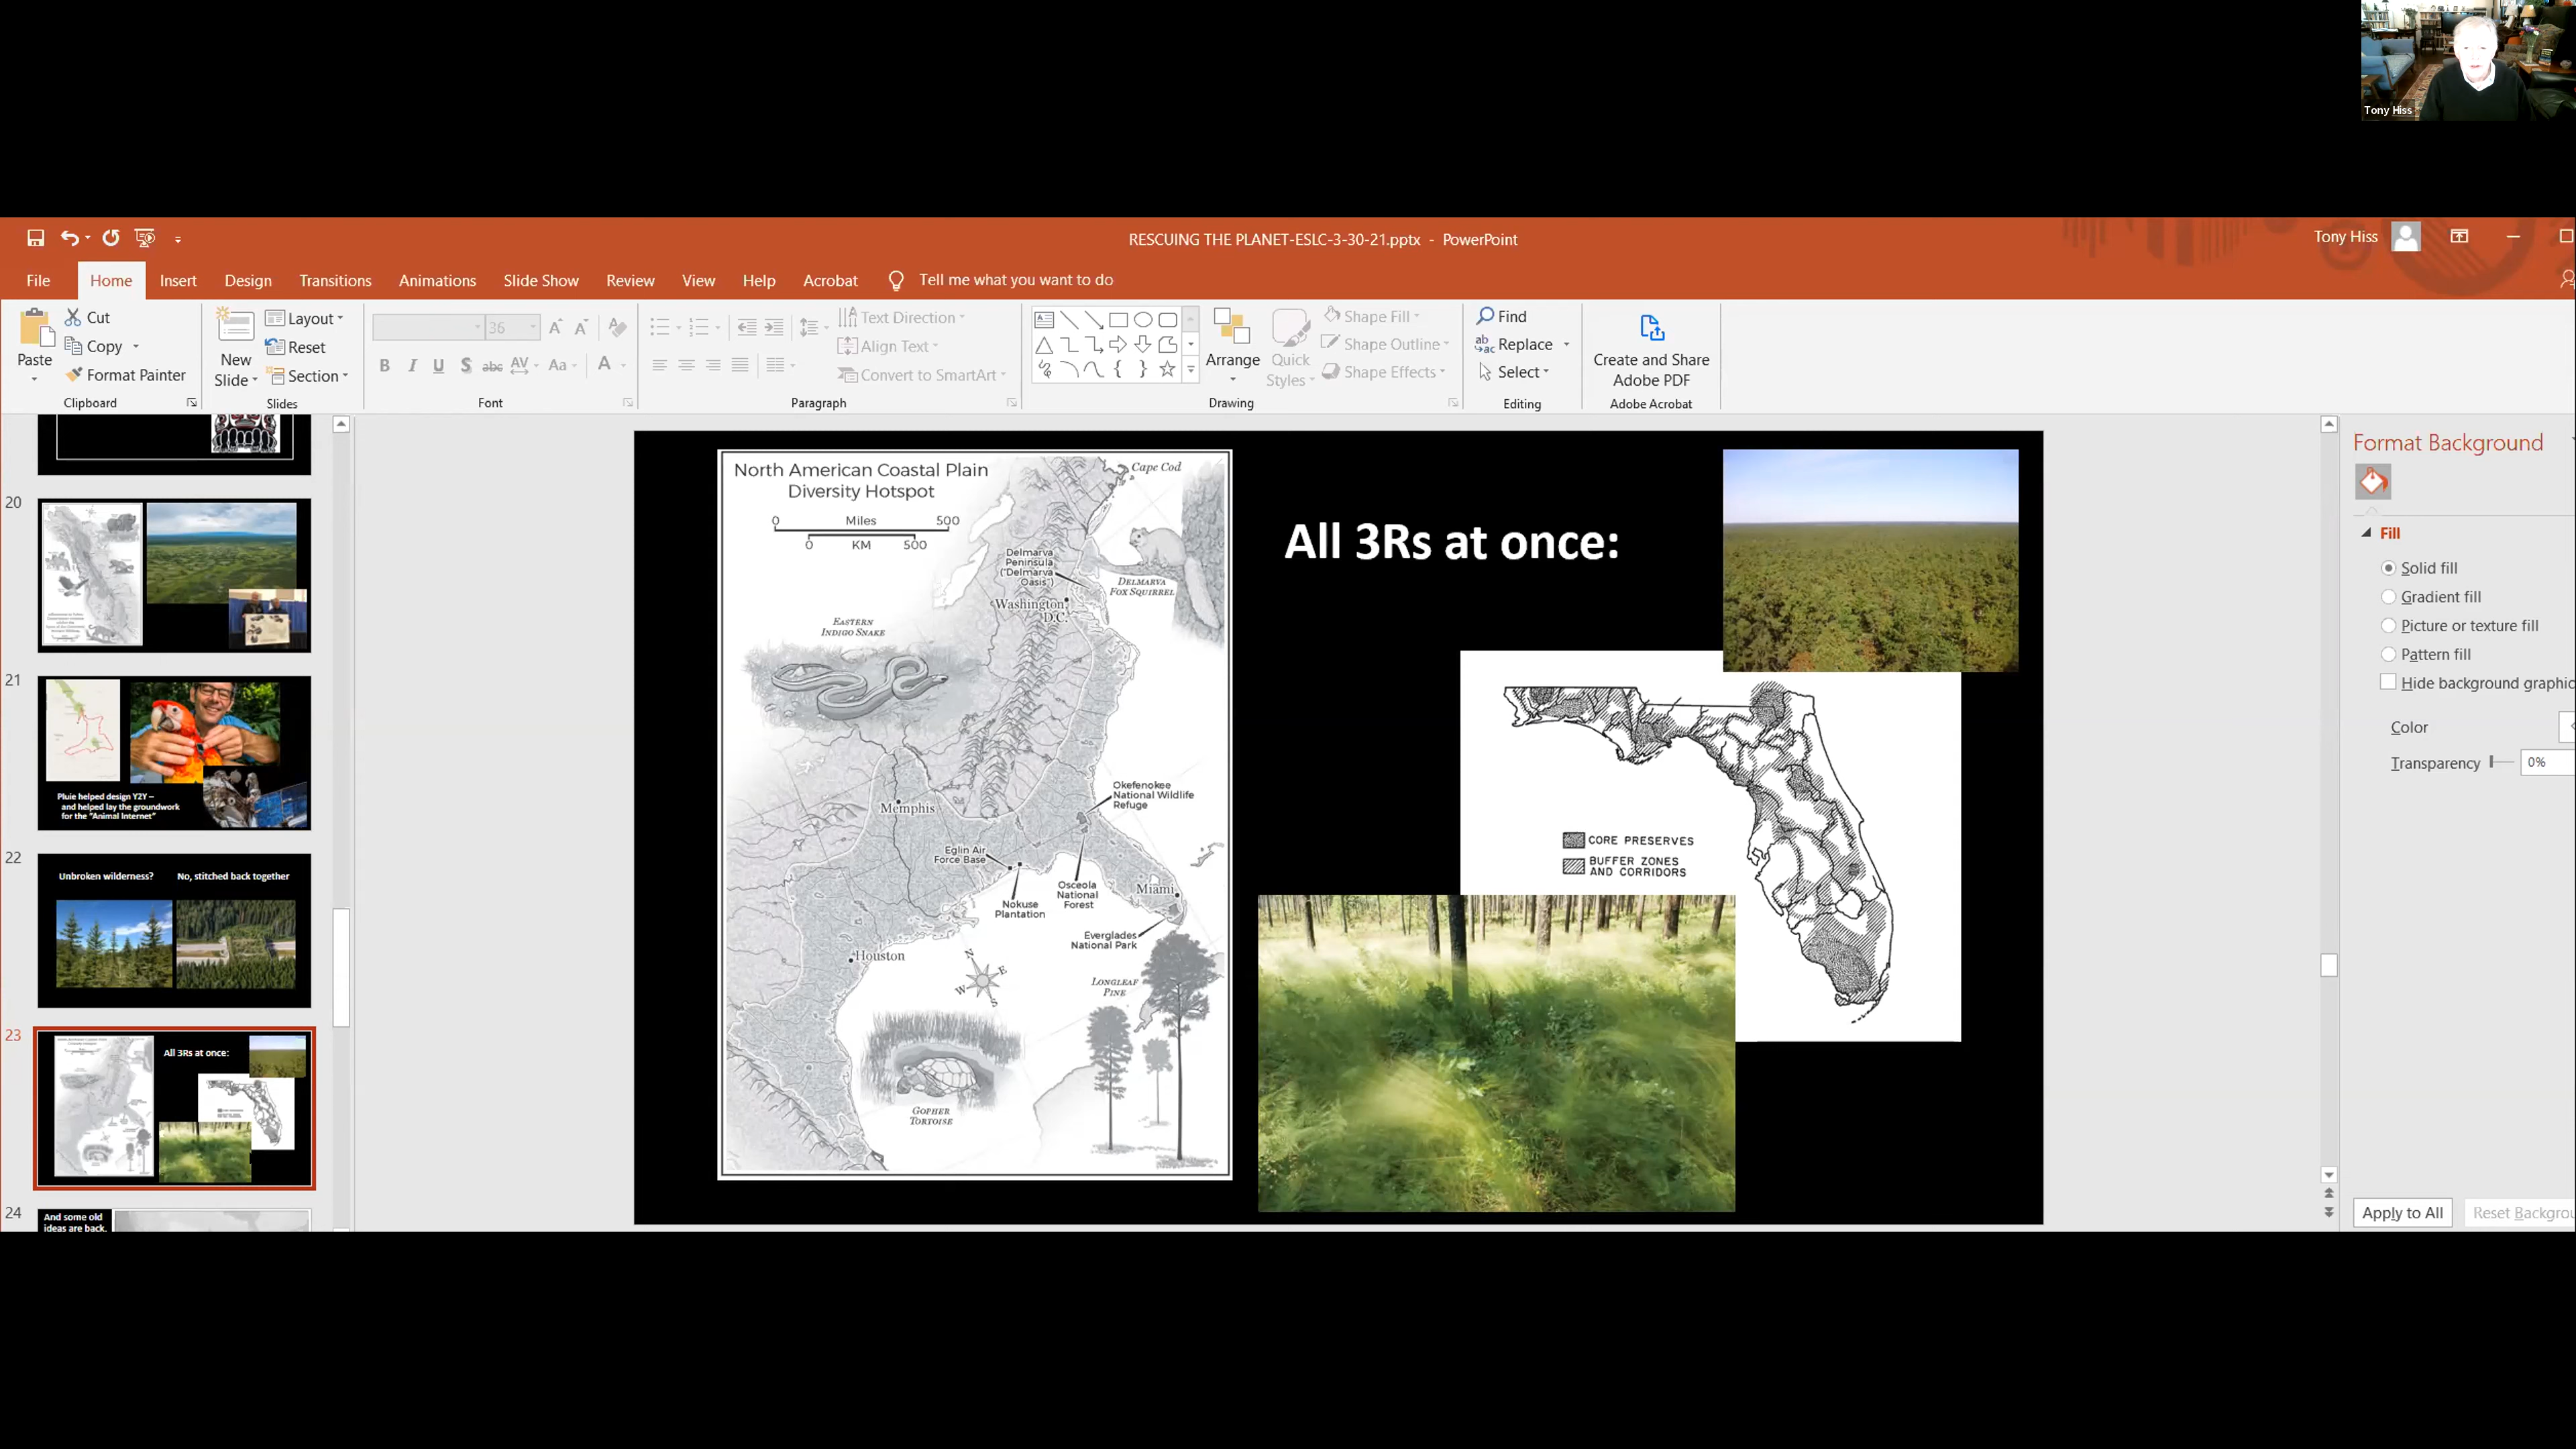 Tony Hiss
RESCUING THE PLANET-ESLC-3-30-21.pptx - PowerPoint
Tony Hiss
File Home Insert Design Transitions Animations Slide Show Review View Help Acrobat Tell me what you want to do
Paste
Cut
Copy
Format Painter
Clipboard
New
Slide
Layout
Reset
Section
Slides
36
B I U S abc AV Aa A
Font
Text Direction
Align Text
Convert to SmartArt
Paragraph
Arrange
Quick
Styles
Shape Fill
Shape Outline
Shape Effects
Drawing
Find
Replace
Select
Editing
Create and Share
Adobe PDF
Adobe Acrobat
20
21
Pluie helped design Y2Y –
and helped lay the groundwork
for the "Animal Internet"
22
Unbroken wilderness? No, stitched back together
23
All 3Rs at once:
24
And some old
ideas are back,
North American Coastal Plain
Diversity Hotspot
0 Miles 500
0 KM 500
Cape Cod
Delmarva
Peninsula
('Delmarva
Oasis')
DELMARVA
FOX SQUIRREL
Washington
D.C.
EASTERN
INDIGO SNAKE
Memphis
Okefenokee
National Wildlife
Refuge
Eglin Air
Force Base
Nokuse
Plantation
Osceola
National
Forest
Miami
Everglades
National Park
Houston
N
E
S
W
LONGLEAF
PINE
GOPHER
TORTOISE
All 3Rs at once:
CORE PRESERVES
BUFFER ZONES
AND CORRIDORS
Format Background
Fill
Solid fill
Gradient fill
Picture or texture fill
Pattern fill
Hide background graphic
Color
Transparency 0%
Apply to All
Reset Backgrou